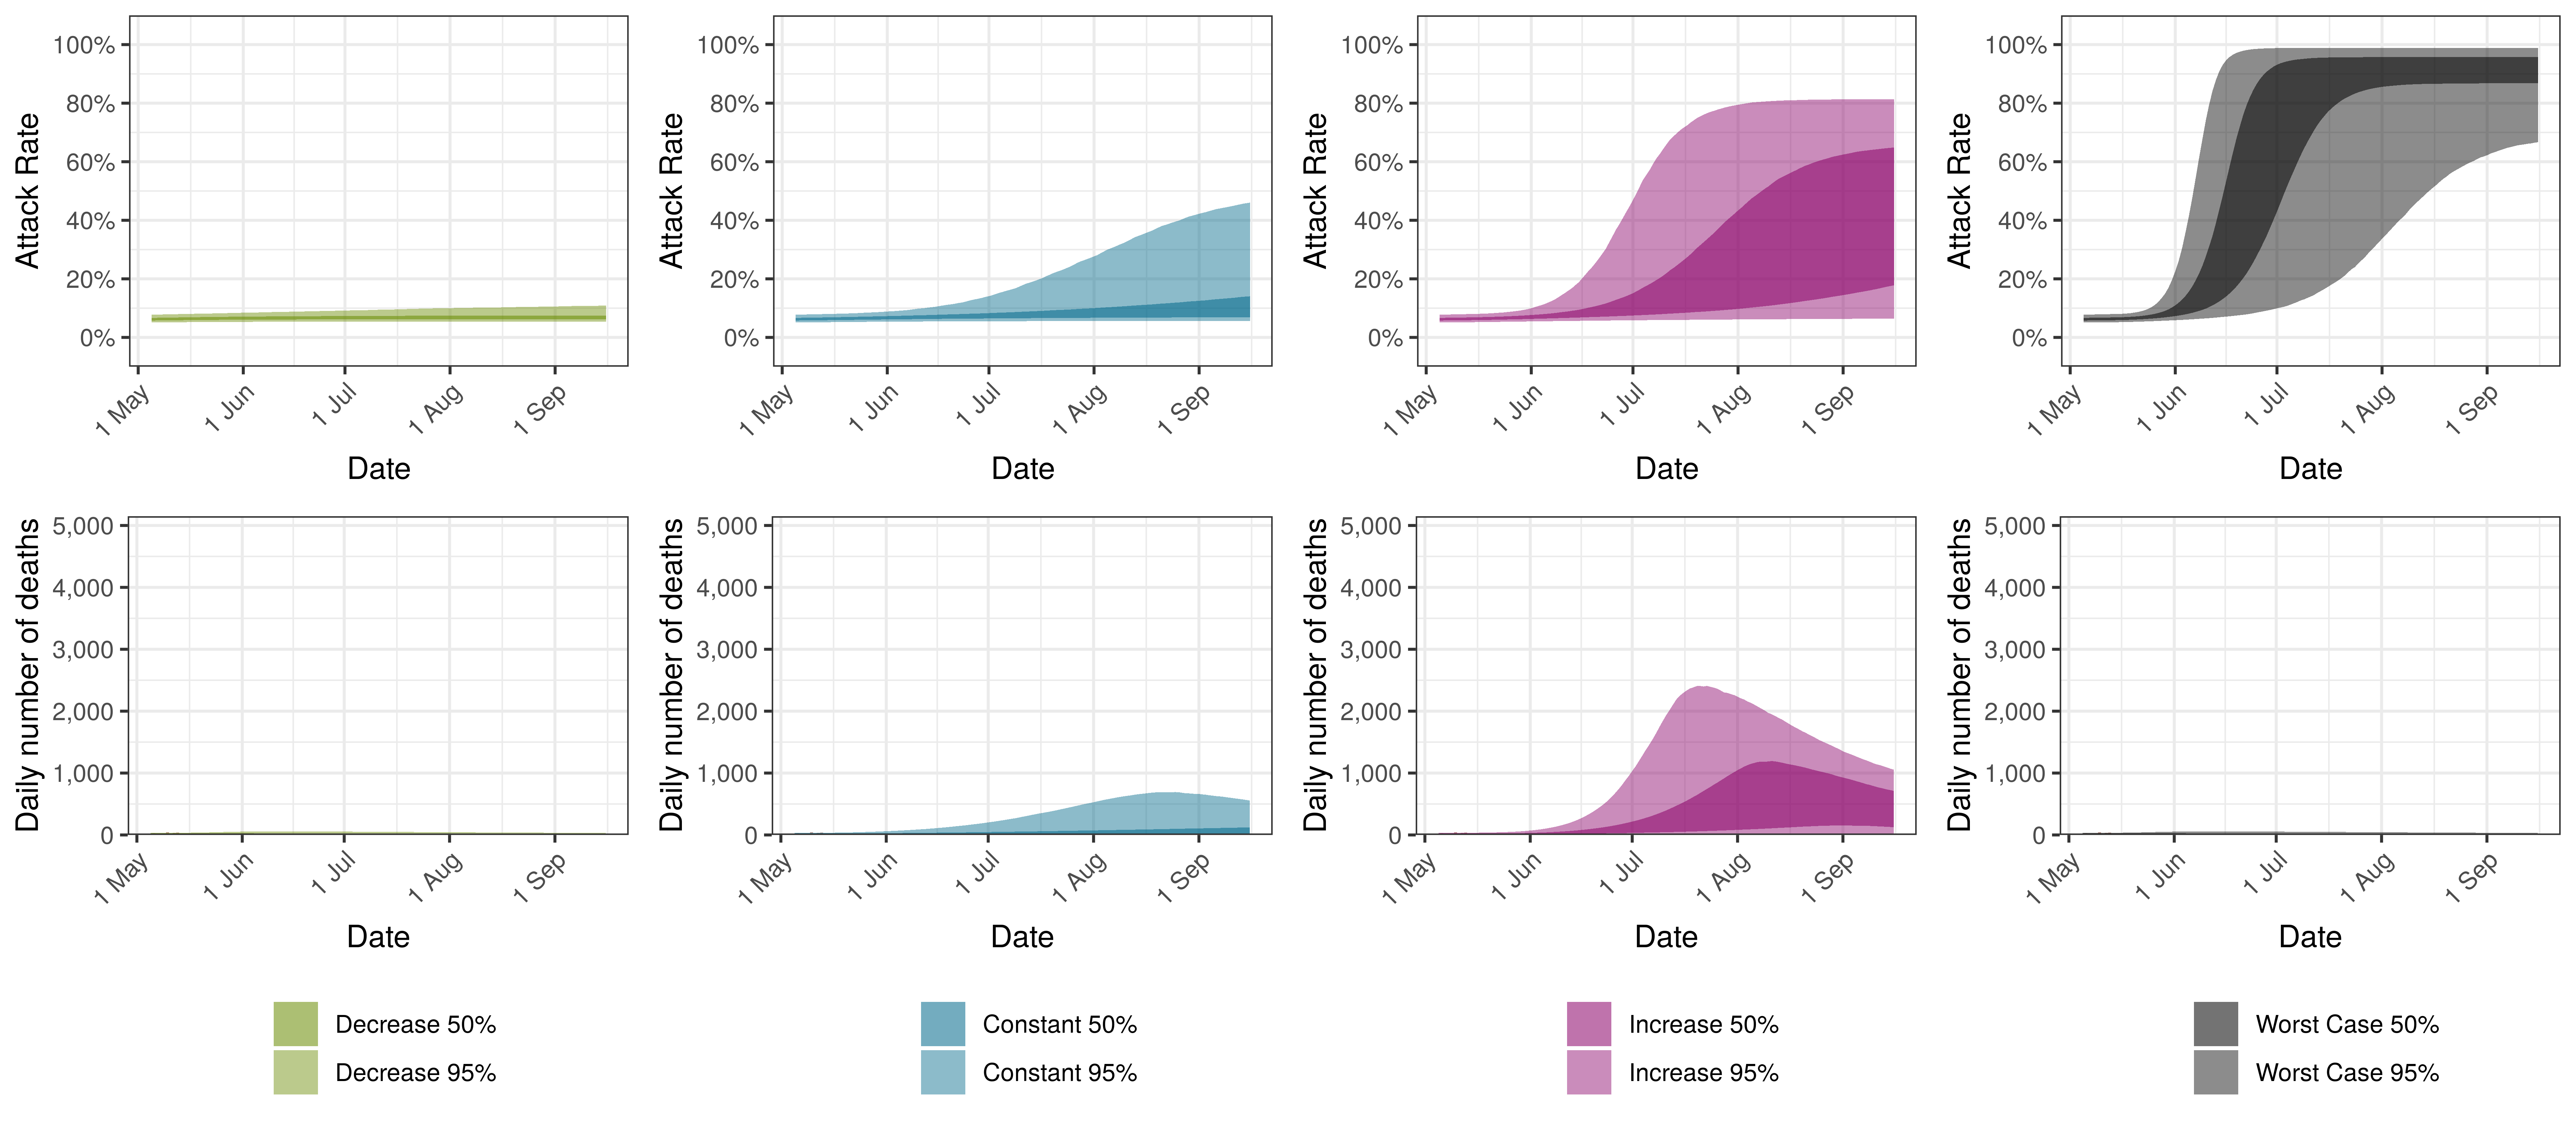 Attack Rate
100%
80%
60%
40%
20%
0%
1 May
1 Jun
1 Jul
1 Aug
1 Sep
Date
Attack Rate
100%
80%
60%
40%
20%
0%
1 May
1 Jun
1 Jul
1 Aug
1 Sep
Date
Attack Rate
100%
80%
60%
40%
20%
0%
1 May
1 Jun
1 Jul
1 Aug
1 Sep
Date
Attack Rate
100%
80%
60%
40%
20%
0%
1 May
1 Jun
1 Jul
1 Aug
1 Sep
Date
Daily number of deaths
5,000
4,000
3,000
2,000
1,000
0
1 May
1 Jun
1 Jul
1 Aug
1 Sep
Date
Daily number of deaths
5,000
4,000
3,000
2,000
1,000
0
1 May
1 Jun
1 Jul
1 Aug
1 Sep
Date
Daily number of deaths
5,000
4,000
3,000
2,000
1,000
0
1 May
1 Jun
1 Jul
1 Aug
1 Sep
Date
Daily number of deaths
5,000
4,000
3,000
2,000
1,000
0
1 May
1 Jun
1 Jul
1 Aug
1 Sep
Date
Decrease 50%
Decrease 95%
Constant 50%
Constant 95%
Increase 50%
Increase 95%
Worst Case 50%
Worst Case 95%